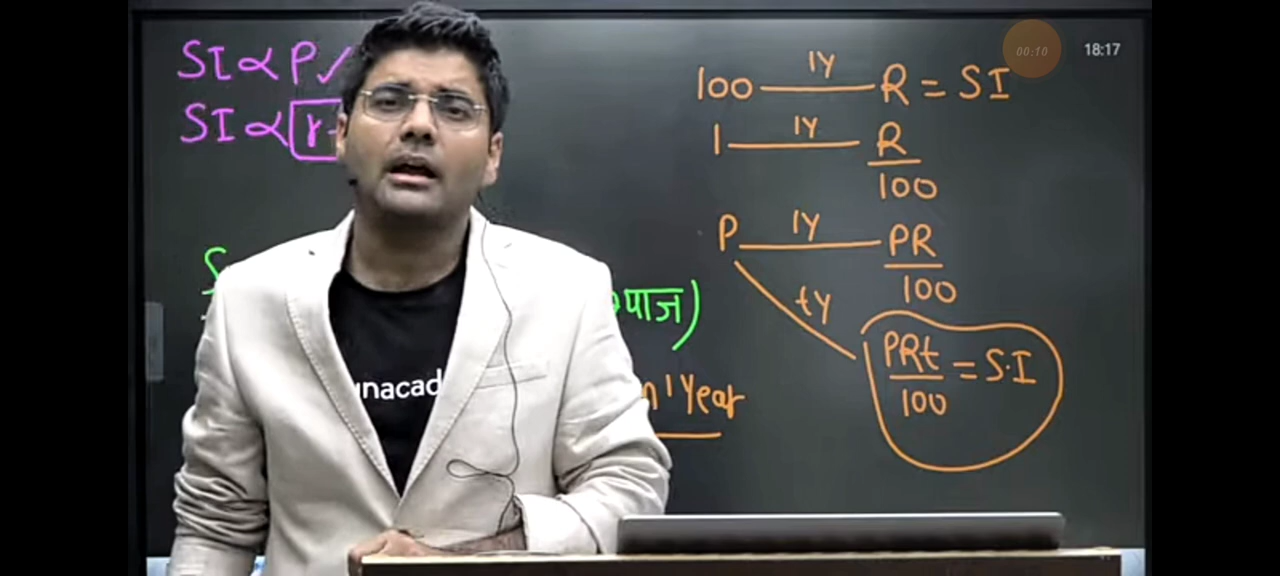 SI ∝ P ✓
SI ∝
ন্যাজ)
1 Year
unacad
100 — 1Y — R = SI
1 — 1Y — R/100
P — 1Y — PR/100
tY
PRt/100 = S.I
00:10
18:17